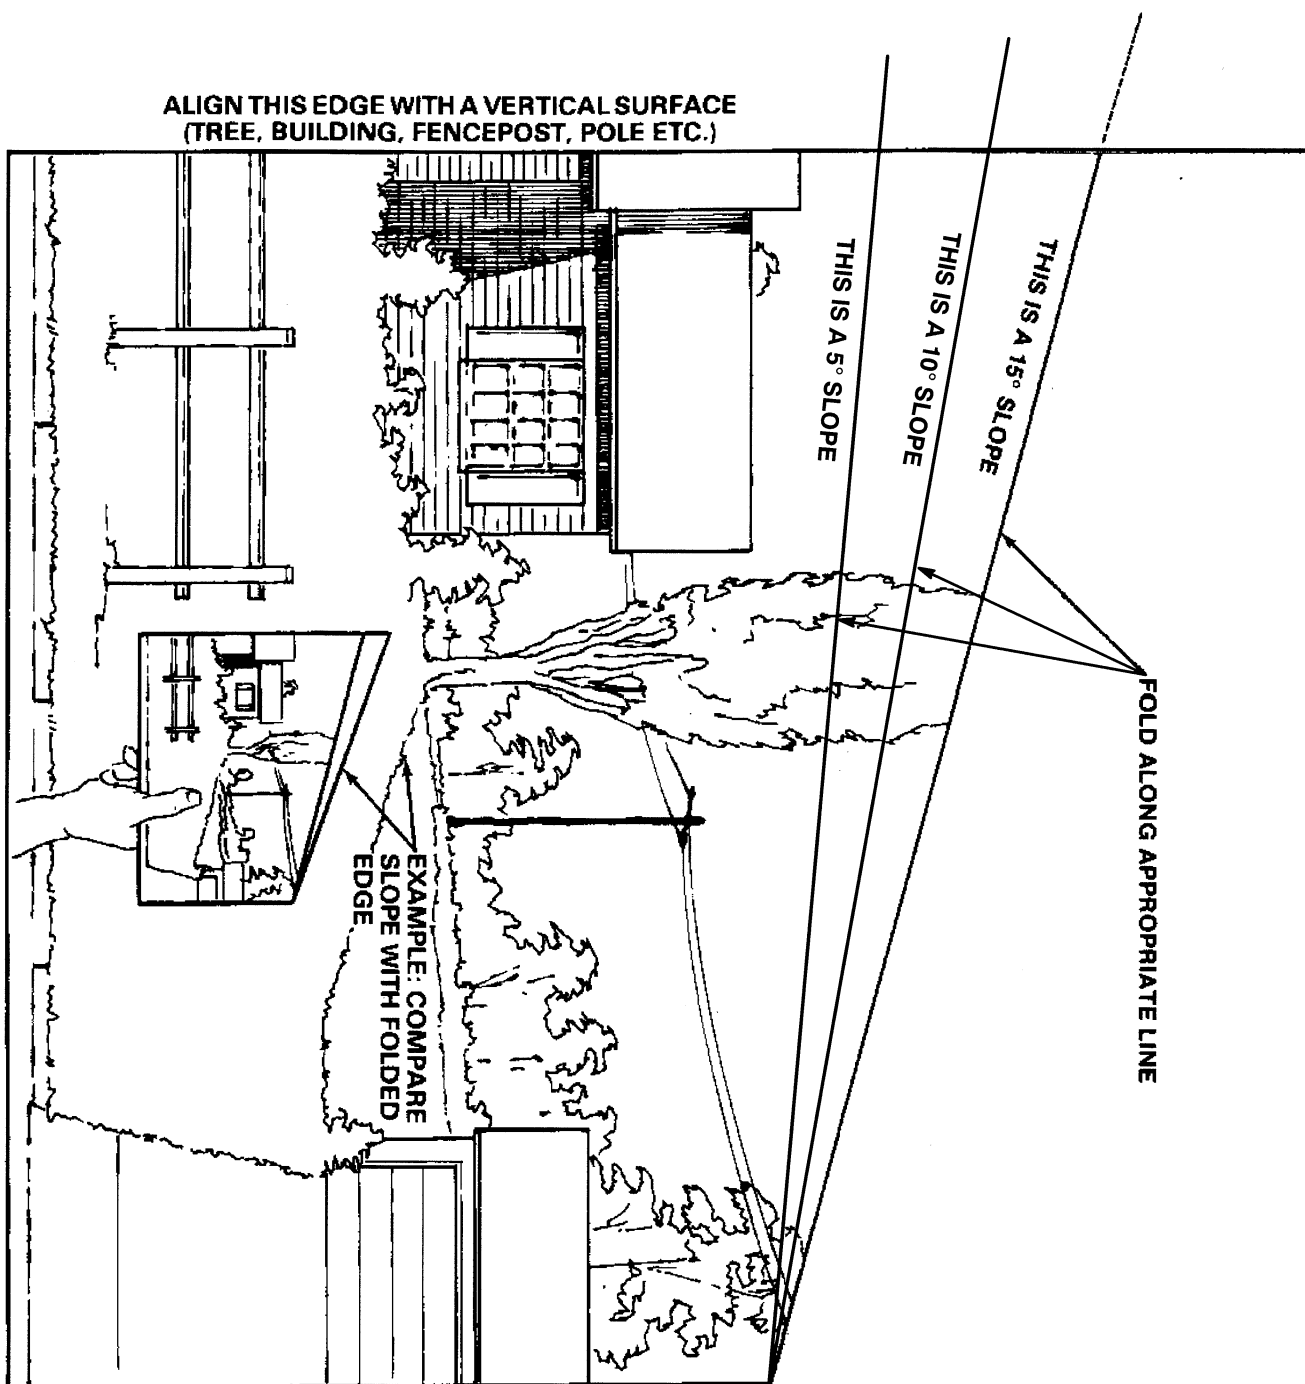 ALIGN THIS EDGE WITH A VERTICAL SURFACE
(TREE, BUILDING, FENCEPOST, POLE ETC.)
THIS IS A 15° SLOPE
THIS IS A 10° SLOPE
THIS IS A 5° SLOPE
FOLD ALONG APPROPRIATE LINE
EXAMPLE: COMPARE
SLOPE WITH FOLDED
EDGE